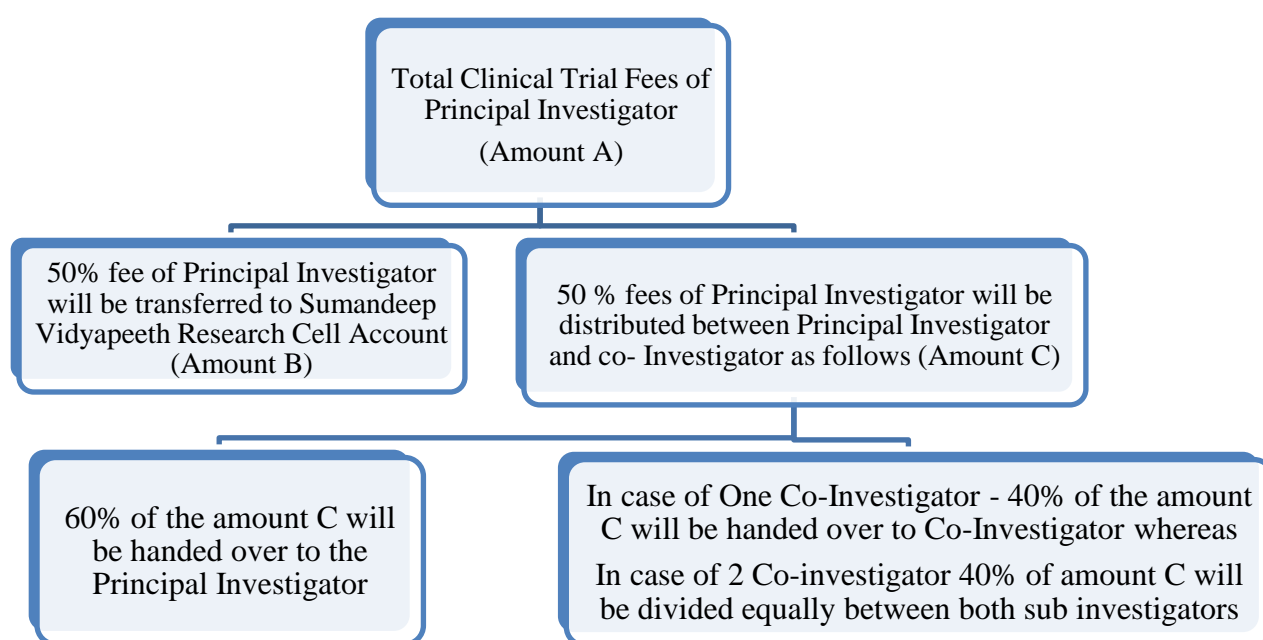 Total Clinical Trial Fees of
Principal Investigator
(Amount A)
50% fee of Principal Investigator
will be transferred to Sumandeep
Vidyapeeth Research Cell Account
(Amount B)
50 % fees of Principal Investigator will be
distributed between Principal Investigator
and co- Investigator as follows (Amount C)
60% of the amount C will
be handed over to the
Principal Investigator
In case of One Co-Investigator - 40% of the amount
C will be handed over to Co-Investigator whereas
In case of 2 Co-investigator 40% of amount C will
be divided equally between both sub investigators